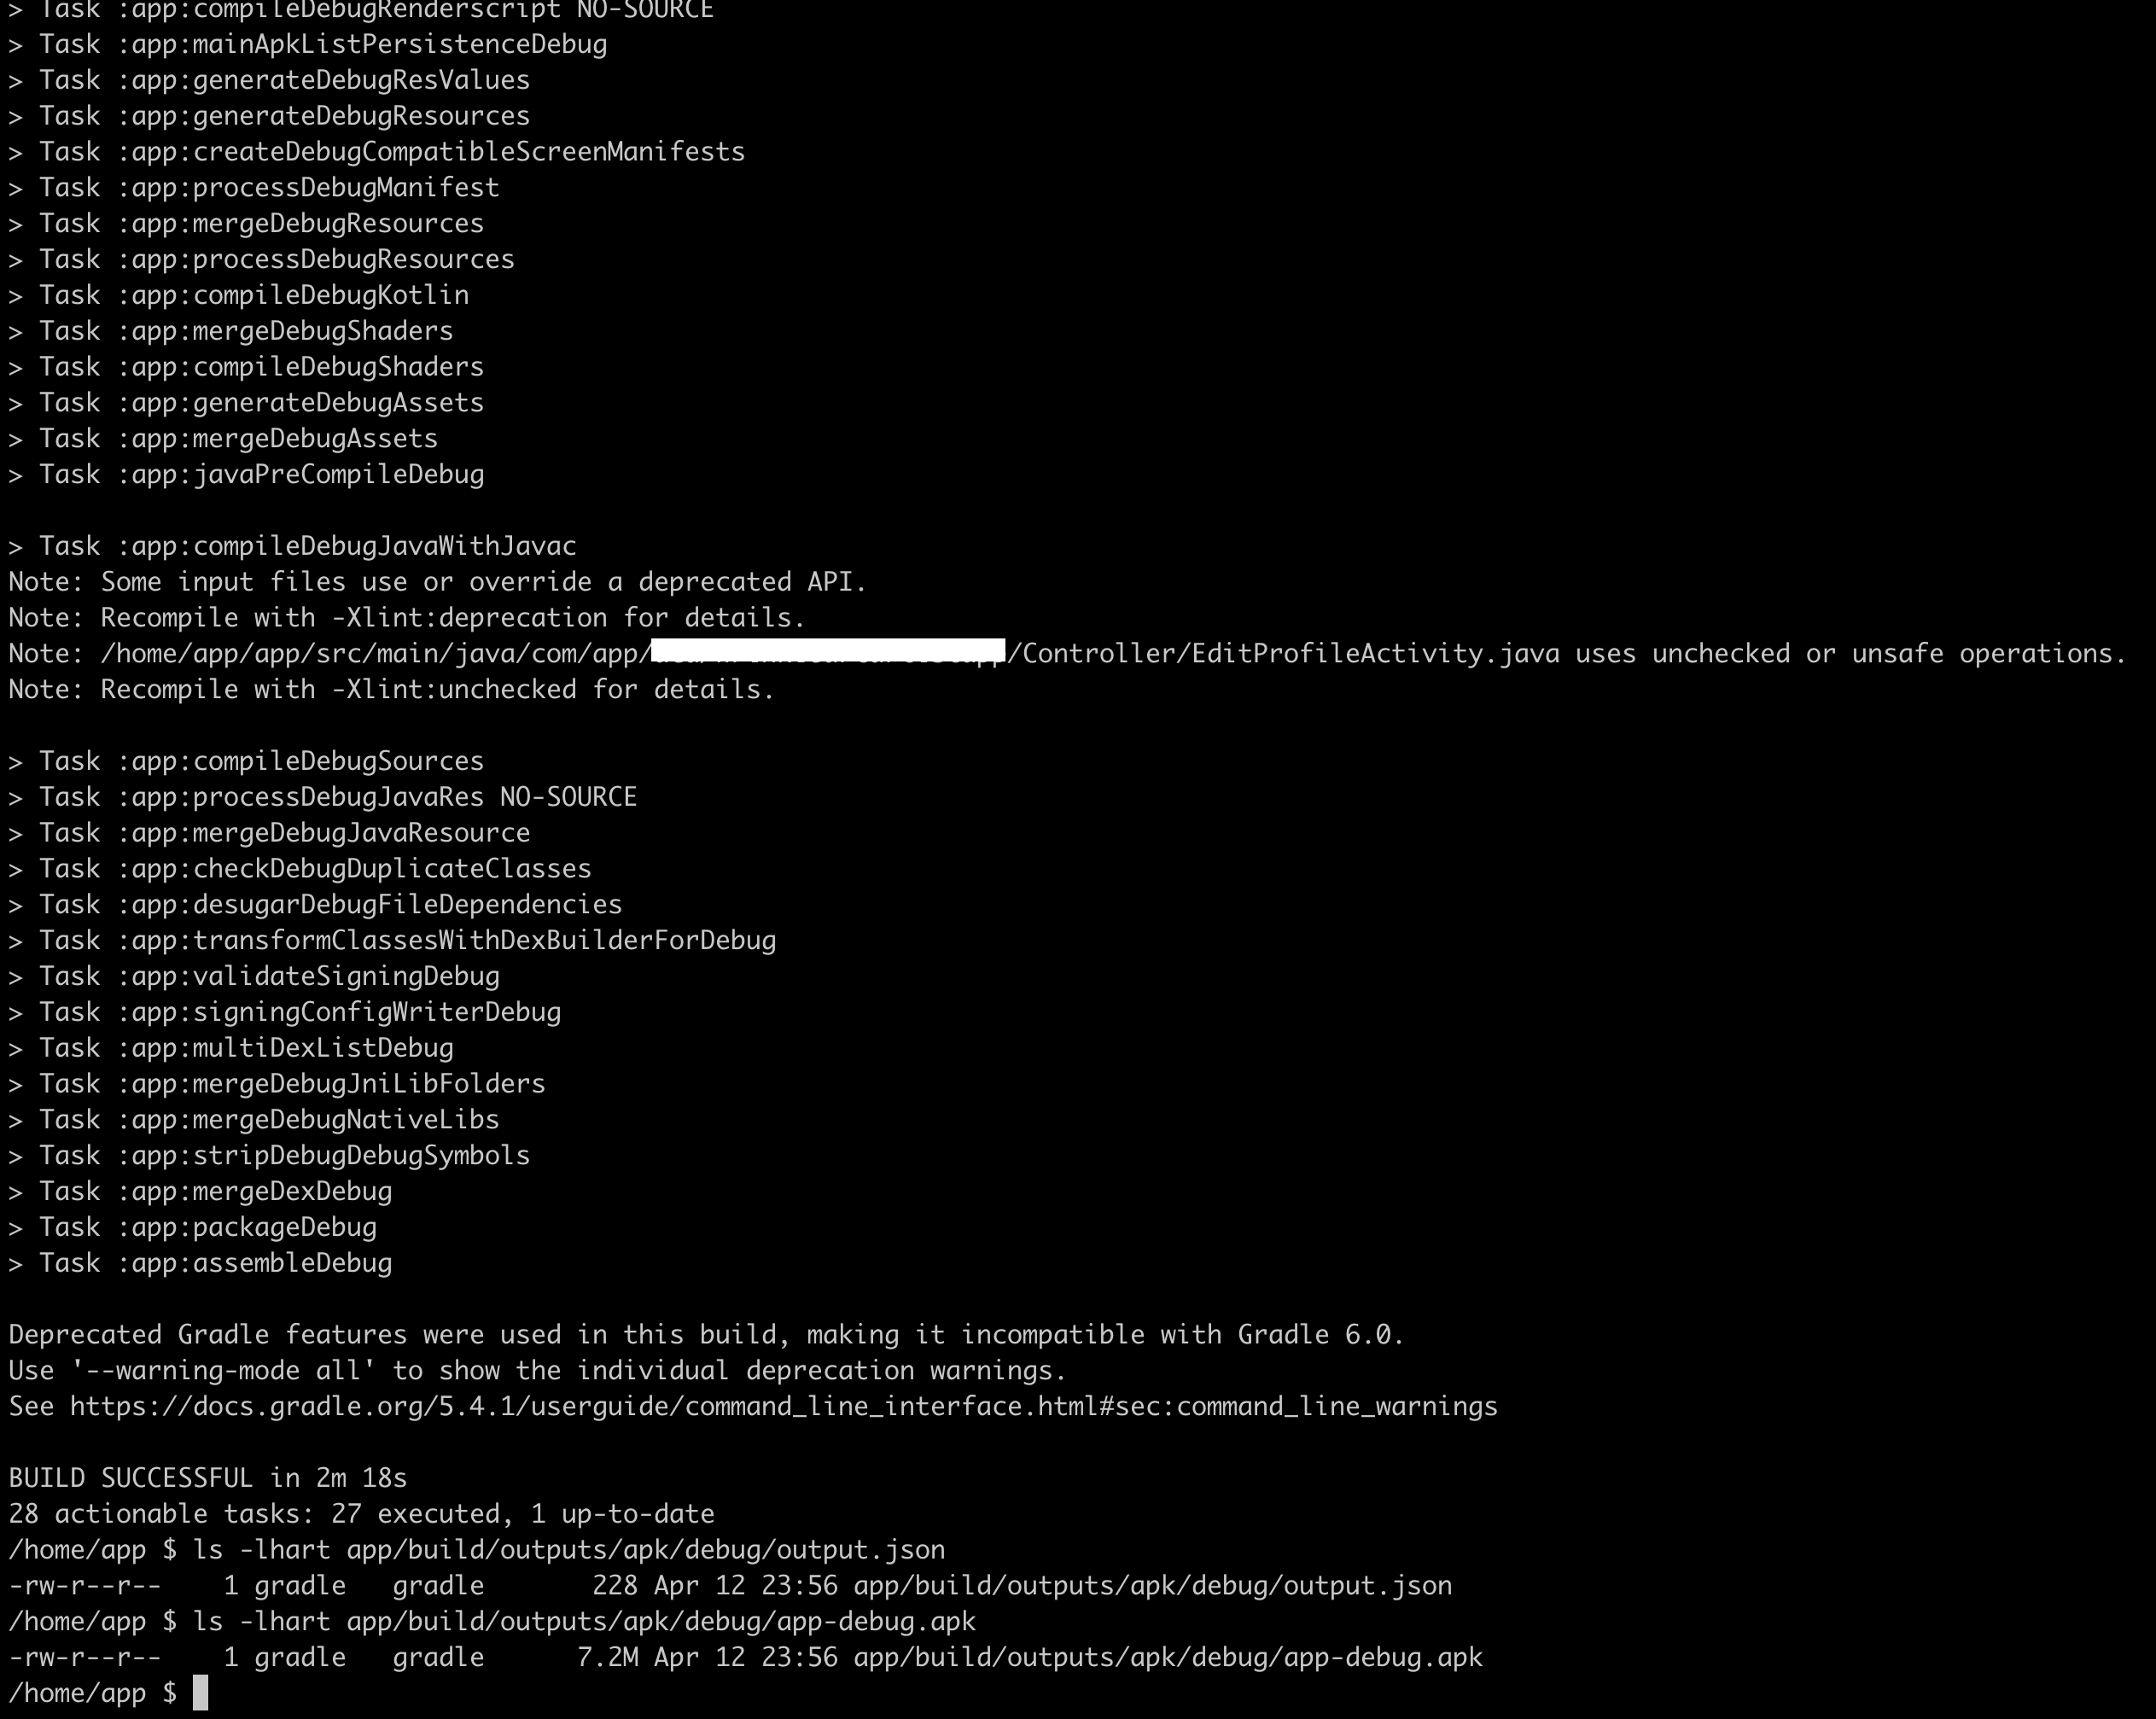 > Task :app:compileDebugRenderscript NO-SOURCE
> Task :app:mainApkListPersistenceDebug
> Task :app:generateDebugResValues
> Task :app:generateDebugResources
> Task :app:createDebugCompatibleScreenManifests
> Task :app:processDebugManifest
> Task :app:mergeDebugResources
> Task :app:processDebugResources
> Task :app:compileDebugKotlin
> Task :app:mergeDebugShaders
> Task :app:compileDebugShaders
> Task :app:generateDebugAssets
> Task :app:mergeDebugAssets
> Task :app:javaPreCompileDebug
> Task :app:compileDebugJavaWithJavac
Note: Some input files use or override a deprecated API.
Note: Recompile with -Xlint:deprecation for details.
Note: /home/app/app/src/main/java/com/app/ /Controller/EditProfileActivity.java uses unchecked or unsafe operations.
Note: Recompile with -Xlint:unchecked for details.
> Task :app:compileDebugSources
> Task :app:processDebugJavaRes NO-SOURCE
> Task :app:mergeDebugJavaResource
> Task :app:checkDebugDuplicateClasses
> Task :app:desugarDebugFileDependencies
> Task :app:transformClassesWithDexBuilderForDebug
> Task :app:validateSigningDebug
> Task :app:signingConfigWriterDebug
> Task :app:multiDexListDebug
> Task :app:mergeDebugJniLibFolders
> Task :app:mergeDebugNativeLibs
> Task :app:stripDebugDebugSymbols
> Task :app:mergeDexDebug
> Task :app:packageDebug
> Task :app:assembleDebug
Deprecated Gradle features were used in this build, making it incompatible with Gradle 6.0.
Use '--warning-mode all' to show the individual deprecation warnings.
See https://docs.gradle.org/5.4.1/userguide/command_line_interface.html#sec:command_line_warnings
BUILD SUCCESSFUL in 2m 18s
28 actionable tasks: 27 executed, 1 up-to-date
/home/app $ ls -lhart app/build/outputs/apk/debug/output.json
-rw-r--r--    1 gradle   gradle       228 Apr 12 23:56 app/build/outputs/apk/debug/output.json
/home/app $ ls -lhart app/build/outputs/apk/debug/app-debug.apk
-rw-r--r--    1 gradle   gradle      7.2M Apr 12 23:56 app/build/outputs/apk/debug/app-debug.apk
/home/app $